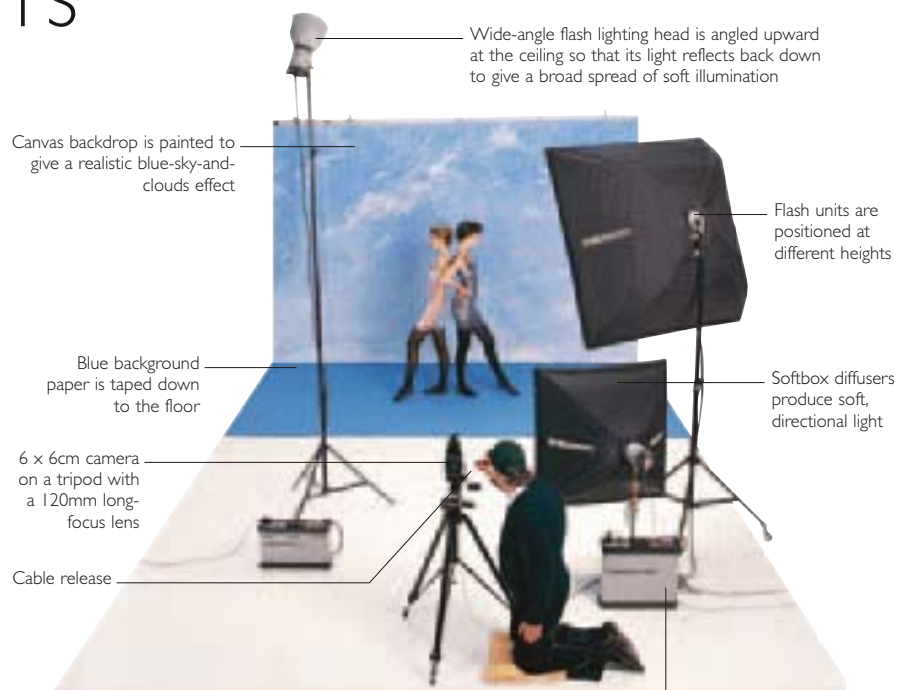 TS
Wide-angle flash lighting head is angled upward
at the ceiling so that its light reflects back down
to give a broad spread of soft illumination
Canvas backdrop is painted to
give a realistic blue-sky-and-
clouds effect
Flash units are
positioned at
different heights
Blue background
paper is taped down
to the floor
Softbox diffusers
produce soft,
directional light
6 x 6cm camera
on a tripod with
a 120mm long-
focus lens
Cable release